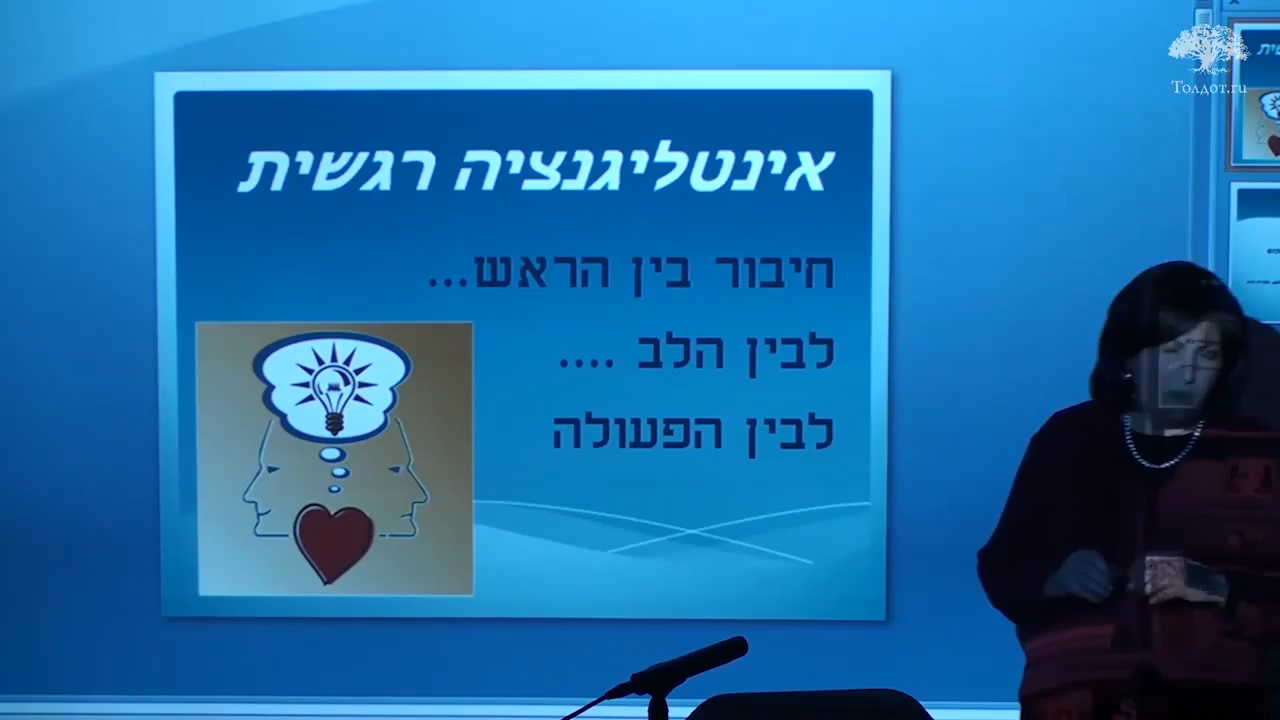 אינטליגנציה רגשית
חיבור בין הראש...
לבין הלב ....
לבין הפעולה
Толдот.ru